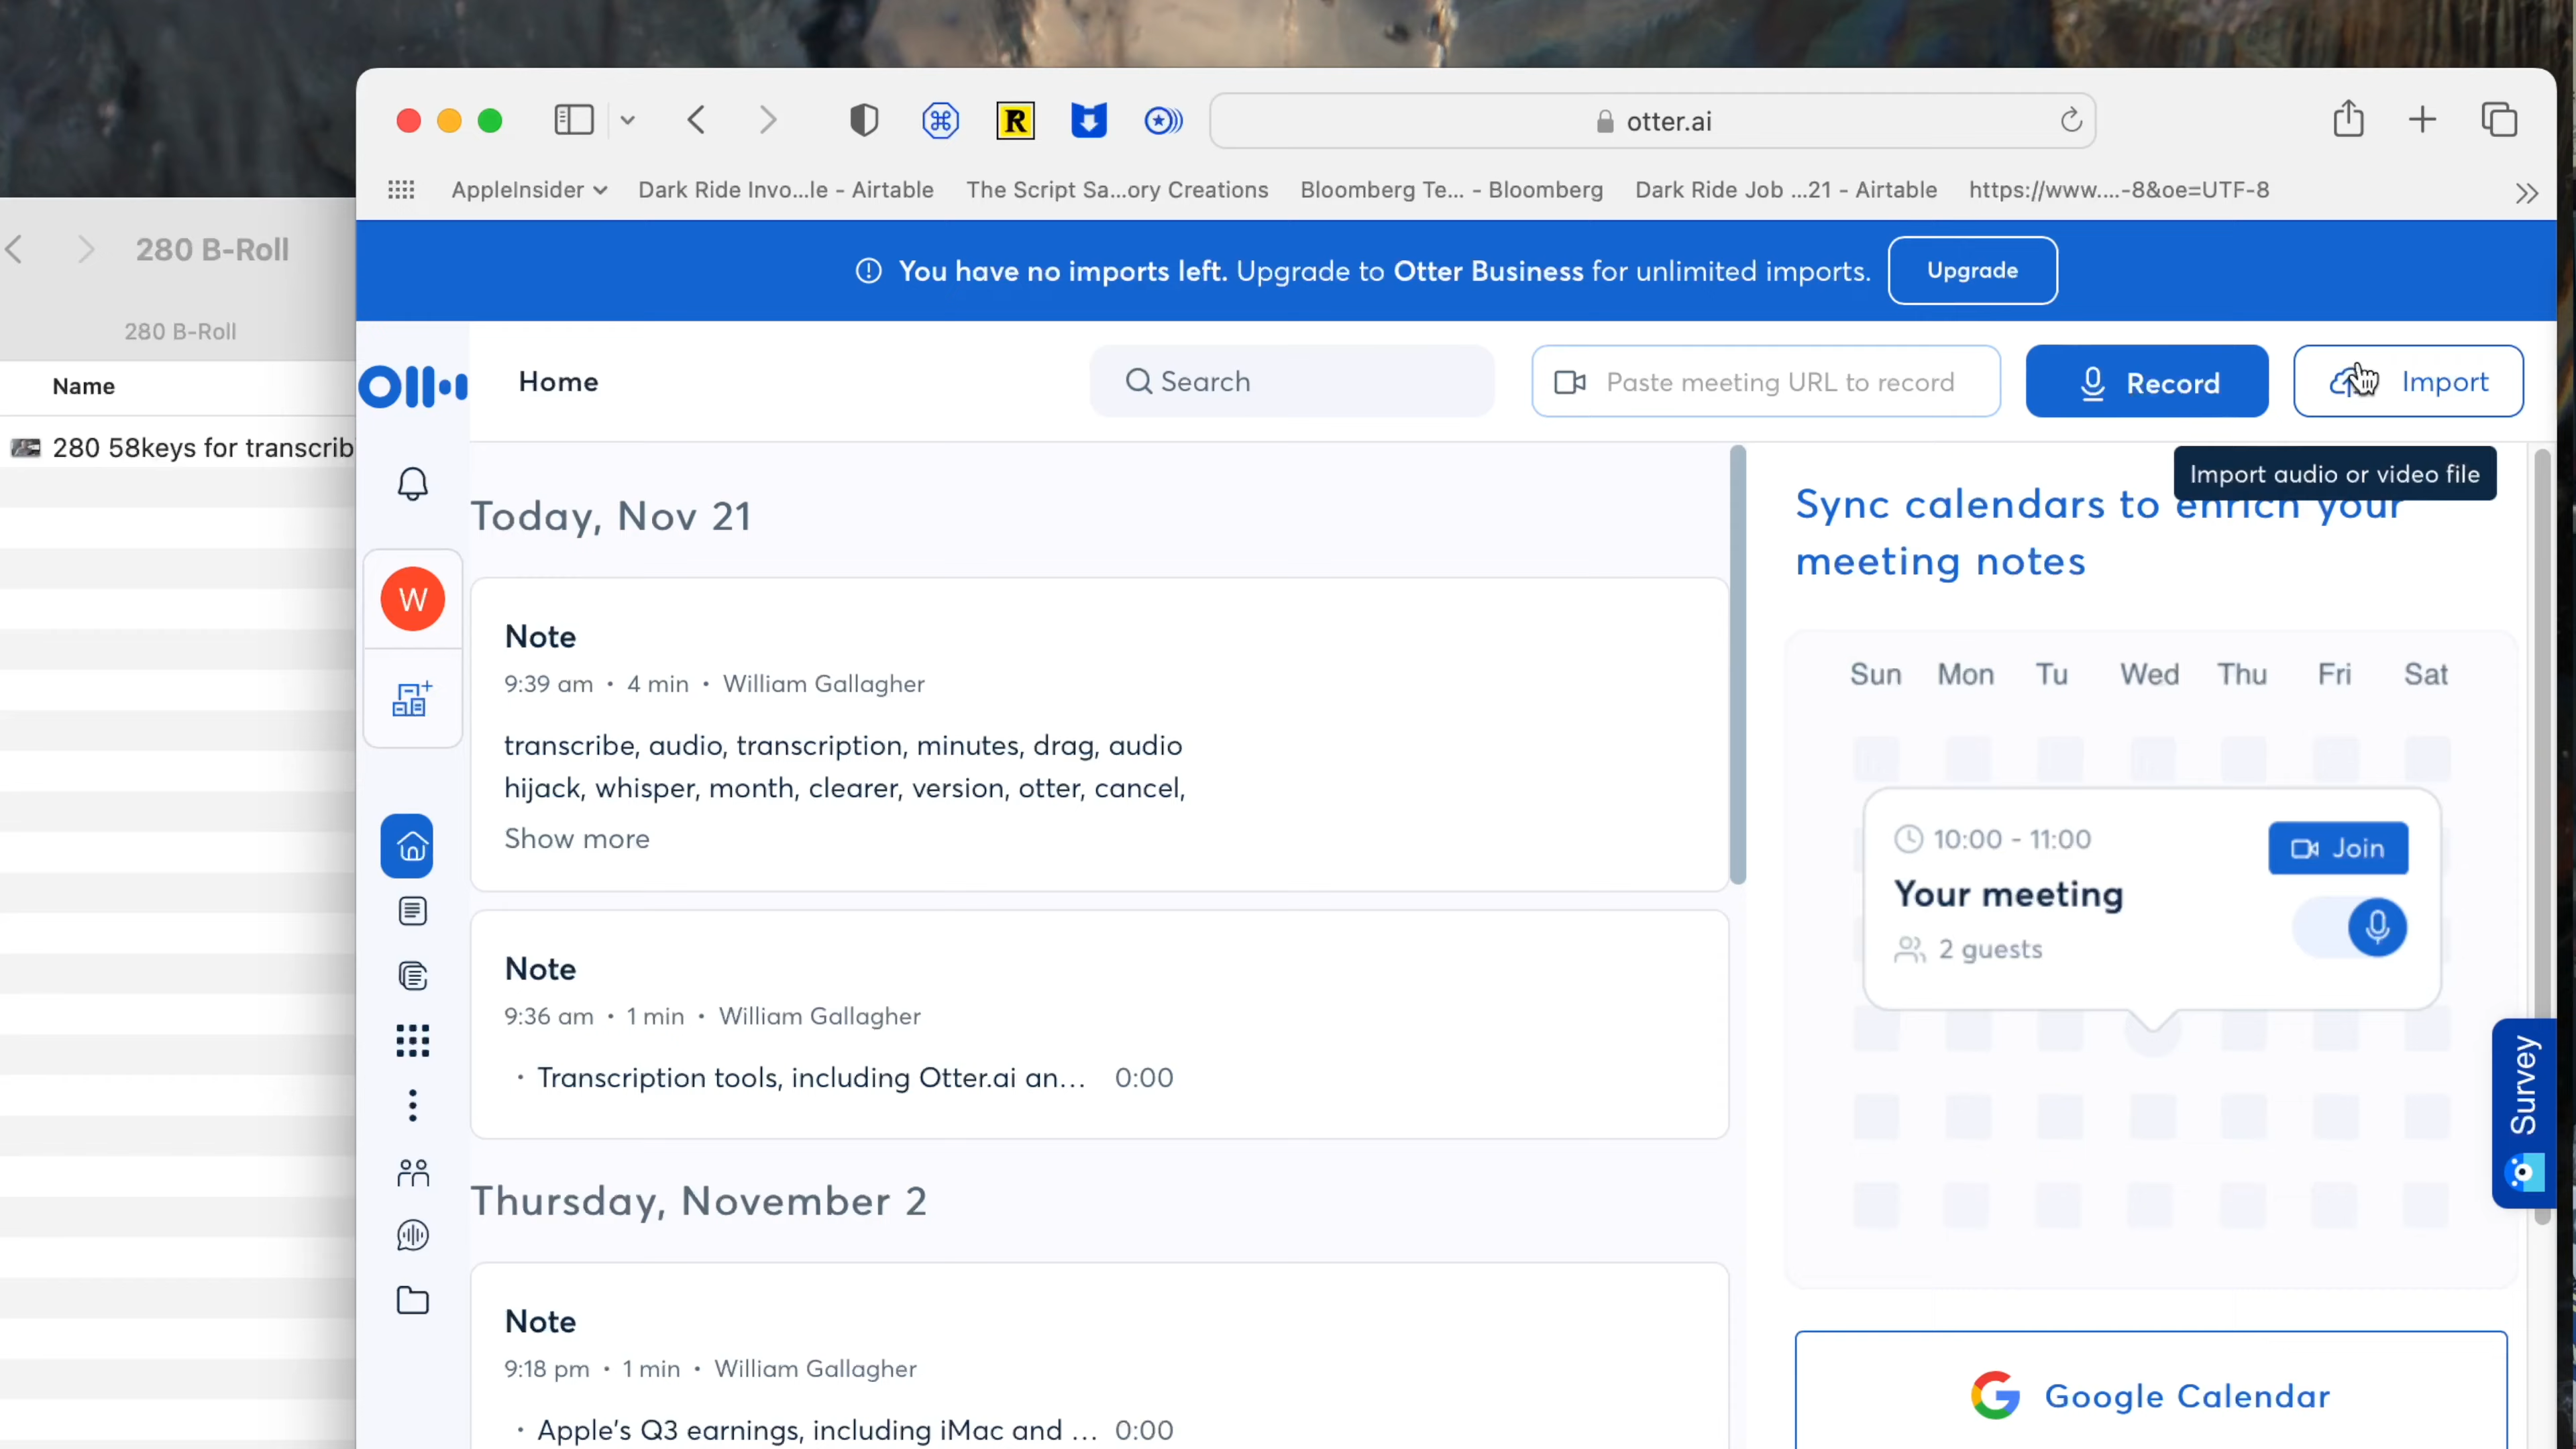 otter.ai
AppleInsider
Dark Ride Invo...le - Airtable
The Script Sa...ory Creations
Bloomberg Te... - Bloomberg
Dark Ride Job ...21 - Airtable
https://www....-8&oe=UTF-8
280 B-Roll
280 B-Roll
Name
280 58keys for transcrib
You have no imports left. Upgrade to Otter Business for unlimited imports.
Upgrade
Home
Search
Paste meeting URL to record
Record
Import
Import audio or video file
Today, Nov 21
W
Note
9:39 am • 4 min • William Gallagher
transcribe, audio, transcription, minutes, drag, audio
hijack, whisper, month, clearer, version, otter, cancel,
Show more
Note
9:36 am • 1 min • William Gallagher
• Transcription tools, including Otter.ai an... 0:00
Thursday, November 2
Note
9:18 pm • 1 min • William Gallagher
• Apple's Q3 earnings, including iMac and ... 0:00
Sync calendars to enrich your
meeting notes
Sun Mon Tu Wed Thu Fri Sat
10:00 - 11:00
Join
Your meeting
2 guests
Survey
Google Calendar